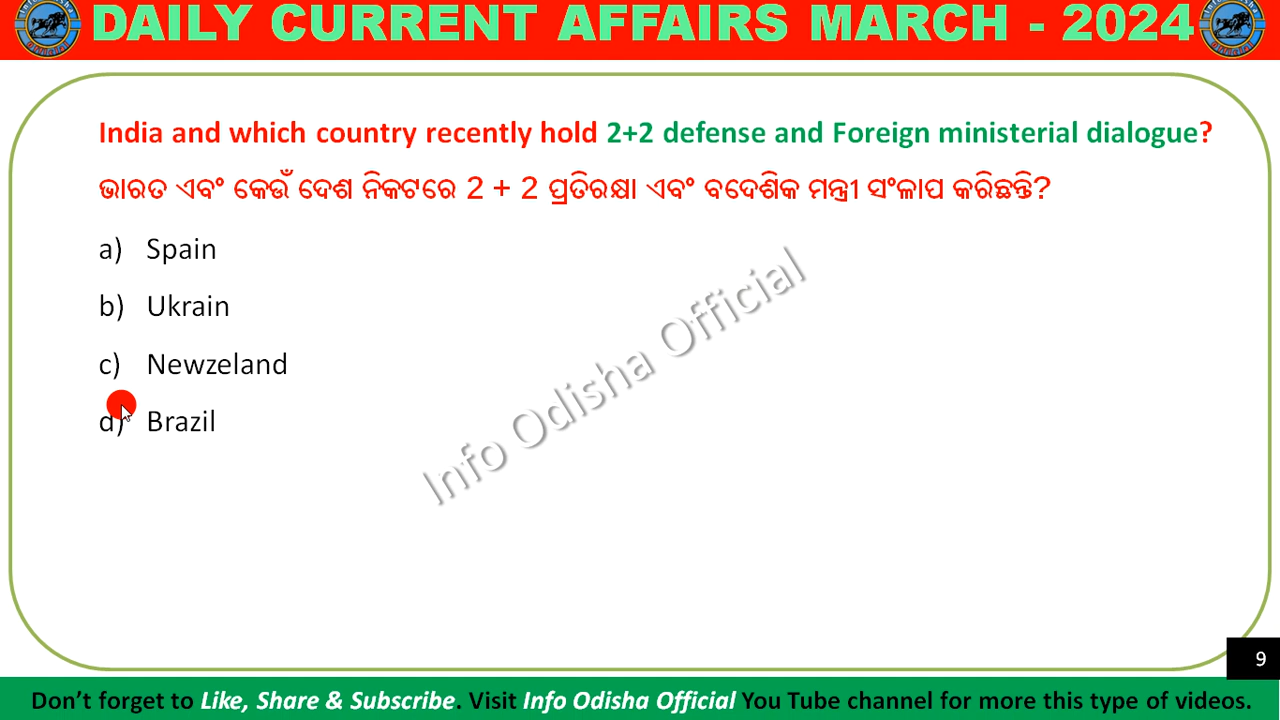 DAILY CURRENT AFFAIRS MARCH - 2024
India and which country recently hold 2+2 defense and Foreign ministerial dialogue?
ଭାରତ ଏବଂ କେଉଁ ଦେଶ ନିକଟରେ 2 + 2 ପ୍ରତିରକ୍ଷା ଏବଂ ବଦେଶିକ ମନ୍ତ୍ରୀ ସଂଳାପ କରିଛନ୍ତି?
a) Spain
b) Ukrain
c) Newzeland
d) Brazil
Info Odisha Official
9
Don't forget to Like, Share & Subscribe. Visit Info Odisha Official You Tube channel for more this type of videos.